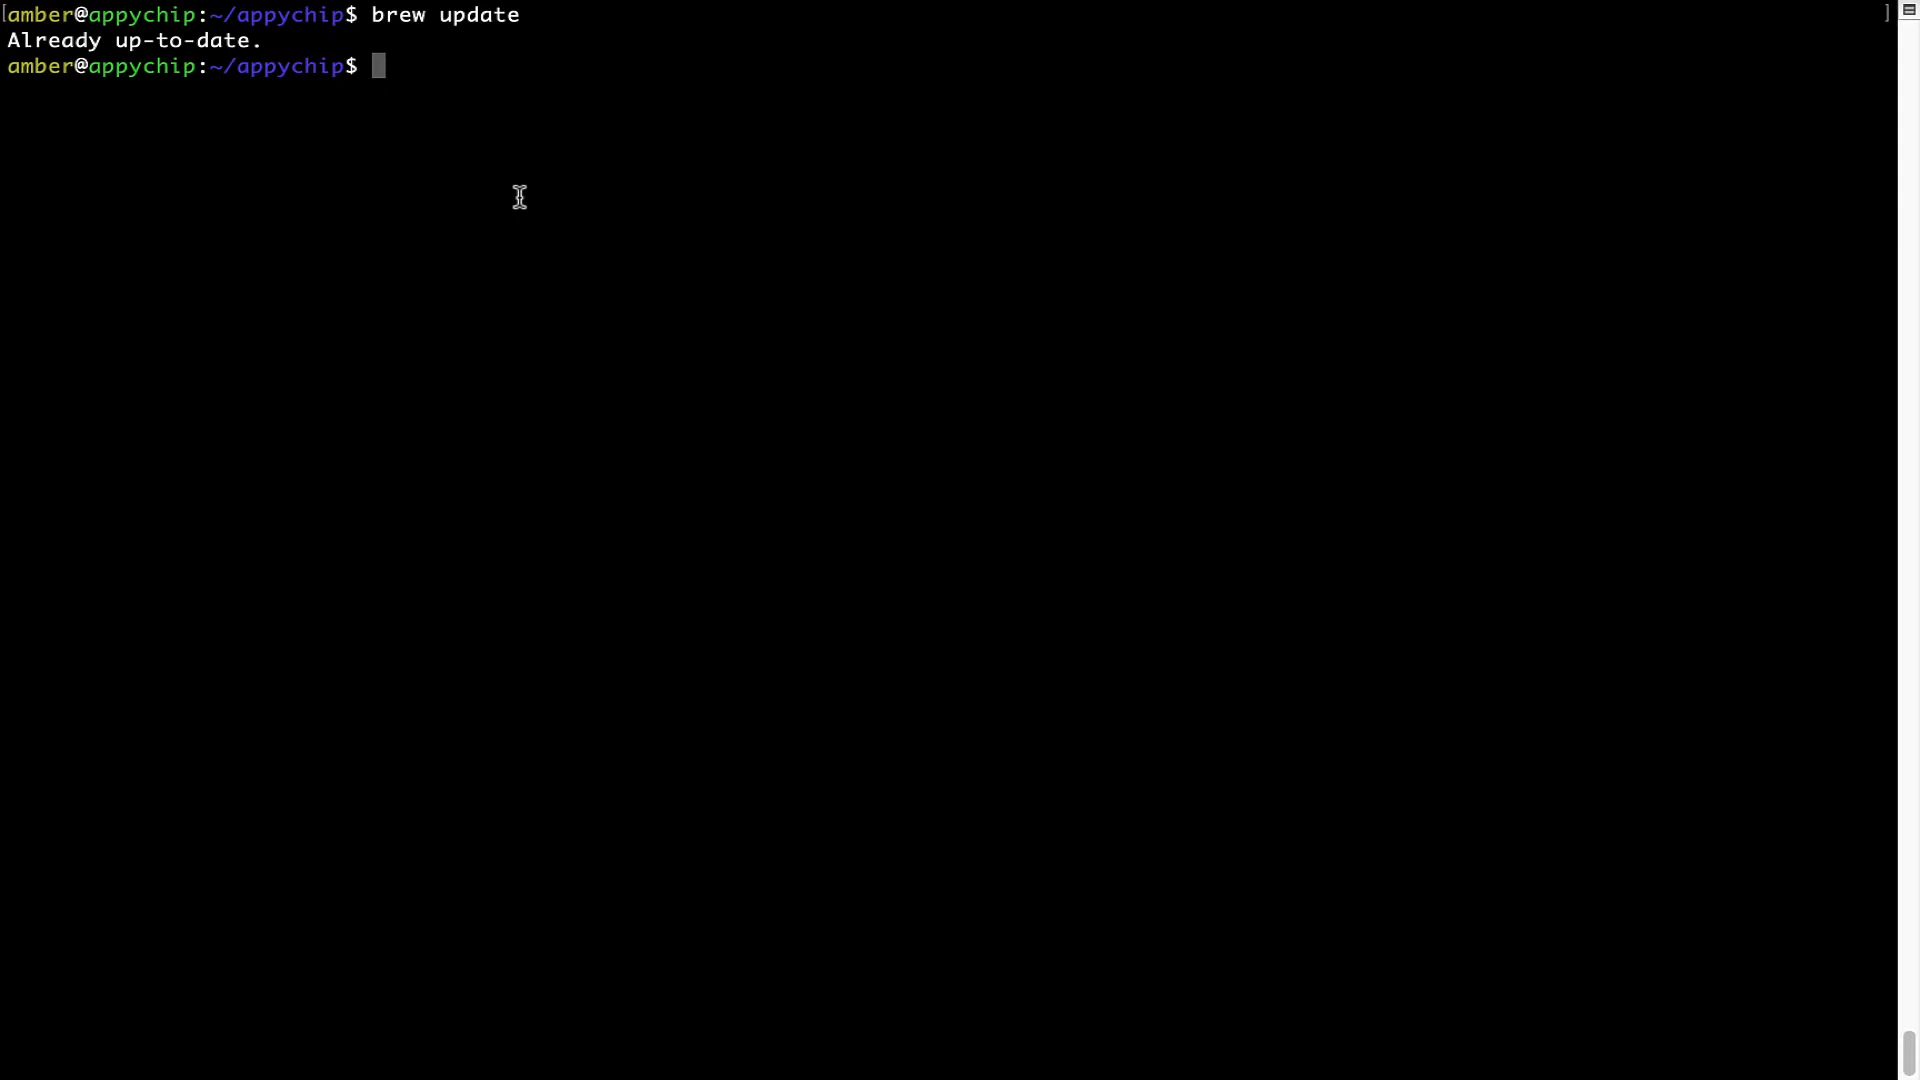 [amber@appychip:~/appychip$ brew update ]
Already up-to-date.
amber@appychip:~/appychip$